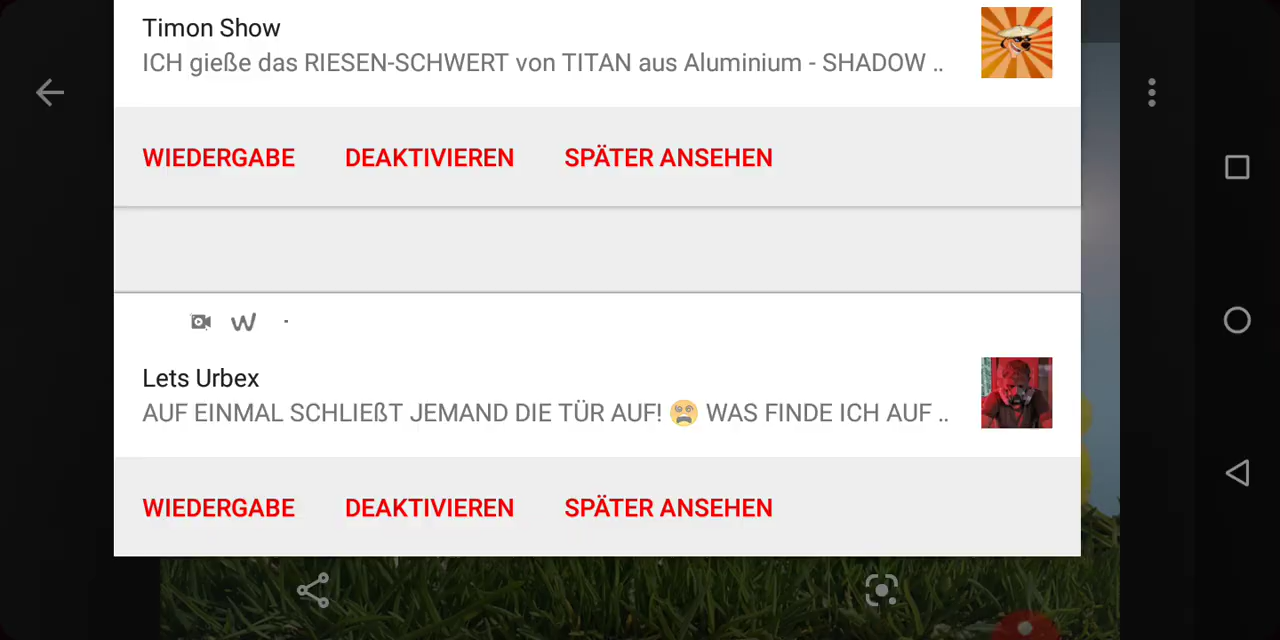 Timon Show
ICH gieße das RIESEN-SCHWERT von TITAN aus Aluminium - SHADOW ..
WIEDERGABE DEAKTIVIEREN SPÄTER ANSEHEN
Lets Urbex
AUF EINMAL SCHLIEßT JEMAND DIE TÜR AUF! 😨 WAS FINDE ICH AUF ..
WIEDERGABE DEAKTIVIEREN SPÄTER ANSEHEN